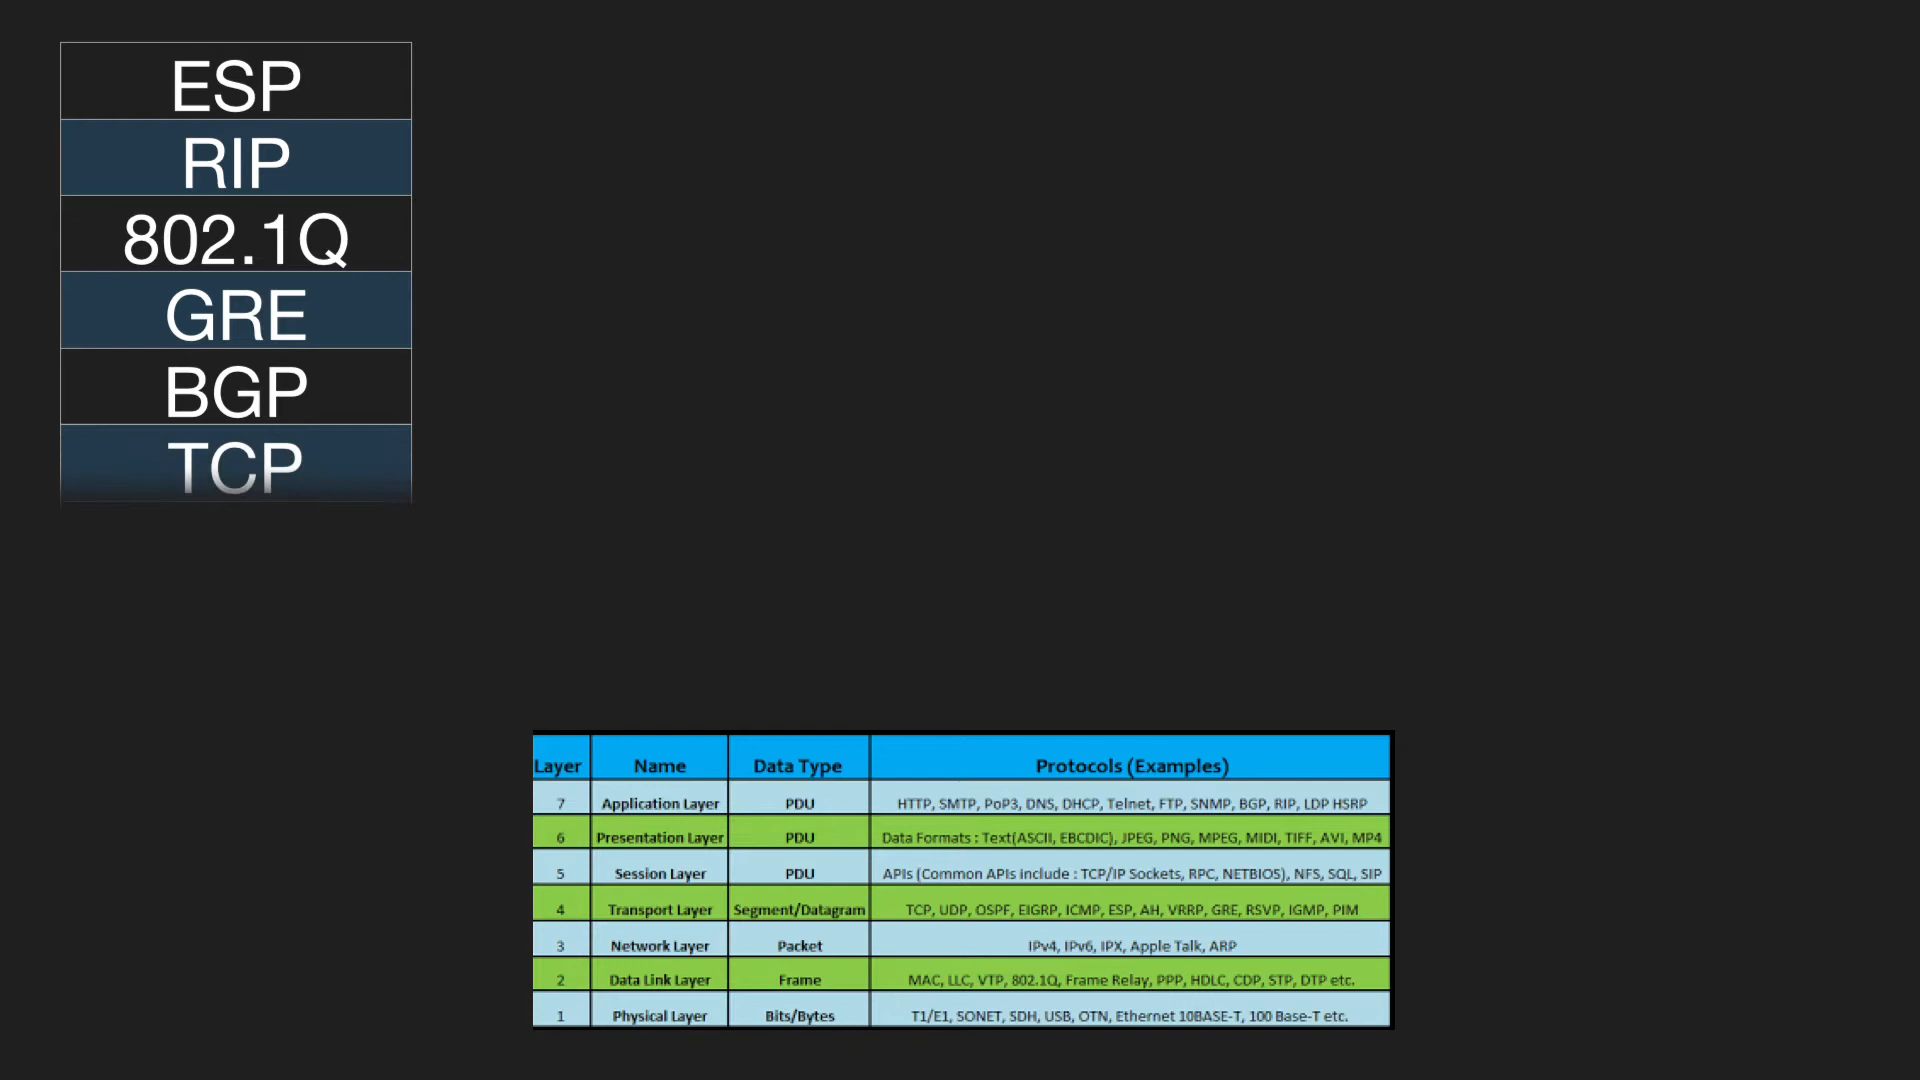 ESP
RIP
802.1Q
GRE
BGP
TCP
Layer Name Data Type Protocols (Examples)
7 Application Layer PDU HTTP, SMTP, PoP3, DNS, DHCP, Telnet, FTP, SNMP, BGP, RIP, LDP HSRP
6 Presentation Layer PDU Data Formats : Text(ASCII, EBCDIC), JPEG, PNG, MPEG, MIDI, TIFF, AVI, MP4
5 Session Layer PDU APIs (Common APIs include : TCP/IP Sockets, RPC, NETBIOS), NFS, SQL, SIP
4 Transport Layer Segment/Datagram TCP, UDP, OSPF, EIGRP, ICMP, ESP, AH, VRRP, GRE, RSVP, IGMP, PIM
3 Network Layer Packet IPv4, IPv6, IPX, Apple Talk, ARP
2 Data Link Layer Frame MAC, LLC, VTP, 802.1Q, Frame Relay, PPP, HDLC, CDP, STP, DTP etc.
1 Physical Layer Bits/Bytes T1/E1, SONET, SDH, USB, OTN, Ethernet 10BASE-T, 100 Base-T etc.